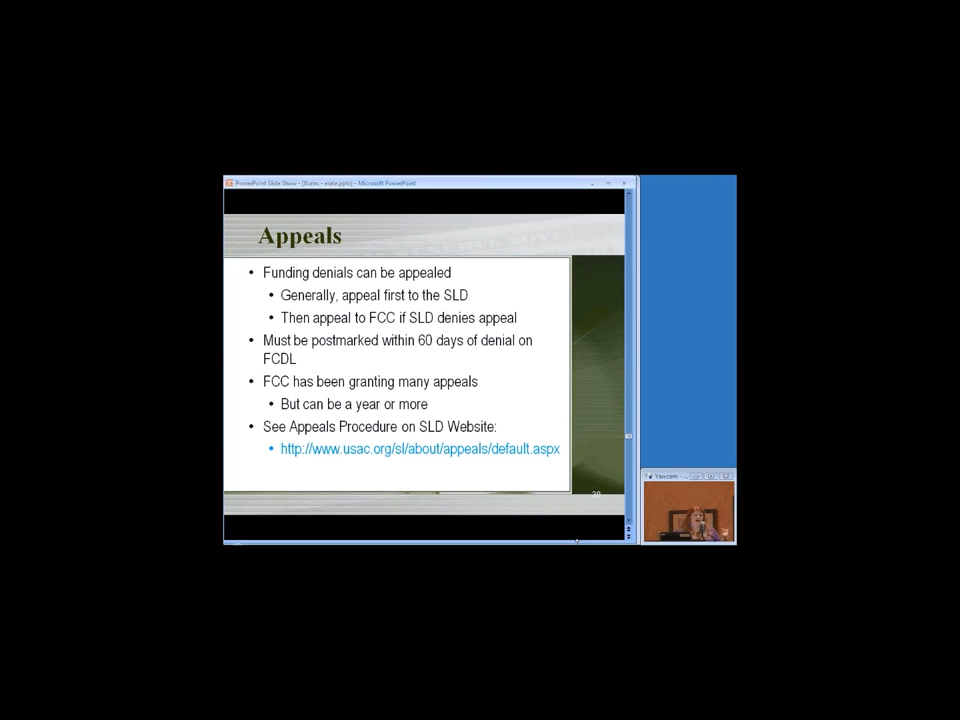 PowerPoint Slide Show - [Burns - erate.pptx] - Microsoft PowerPoint
Appeals
• Funding denials can be appealed
• Generally, appeal first to the SLD
• Then appeal to FCC if SLD denies appeal
• Must be postmarked within 60 days of denial on
FCDL
• FCC has been granting many appeals
• But can be a year or more
• See Appeals Procedure on SLD Website:
• http://www.usac.org/sl/about/appeals/default.aspx
Yawcam - ...